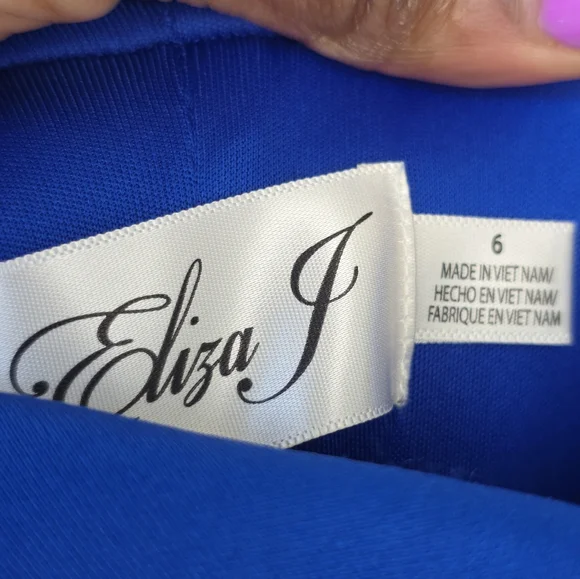 Eliza J
6
MADE IN VIET NAM/
HECHO EN VIET NAM/
FABRIQUE EN VIET NAM